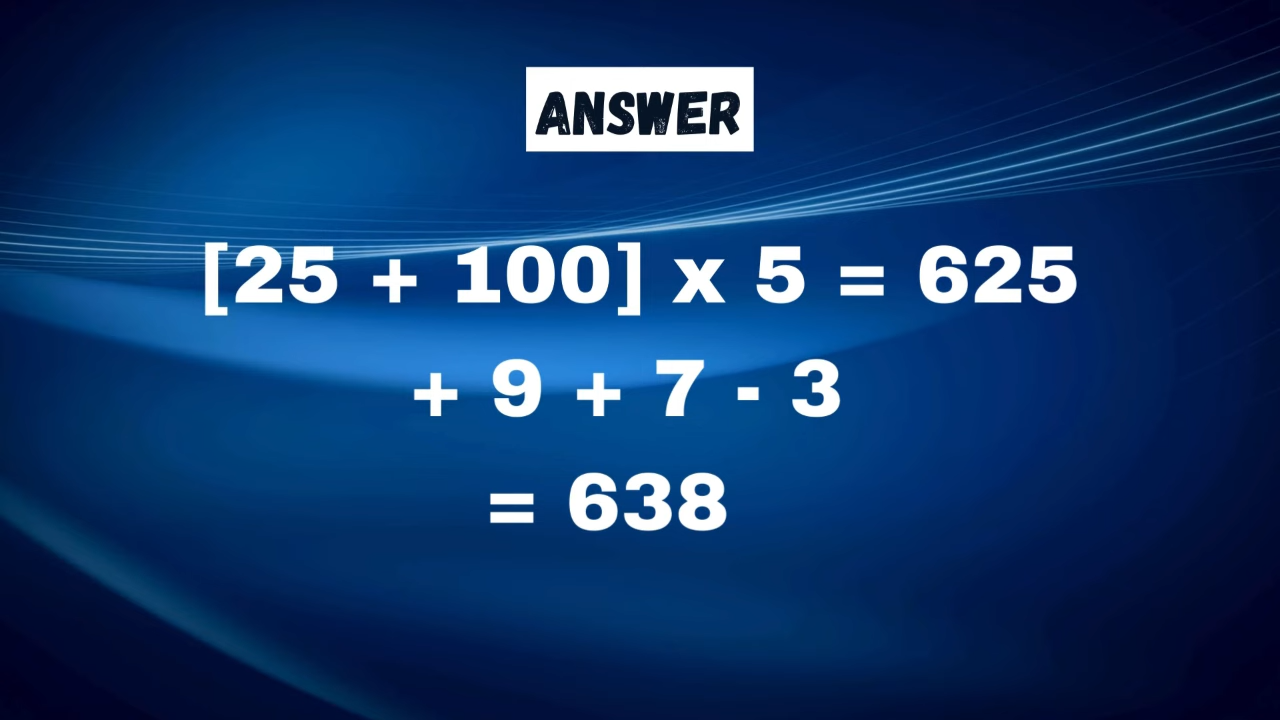 ANSWER
[25 + 100] x 5 = 625
+ 9 + 7 - 3
= 638